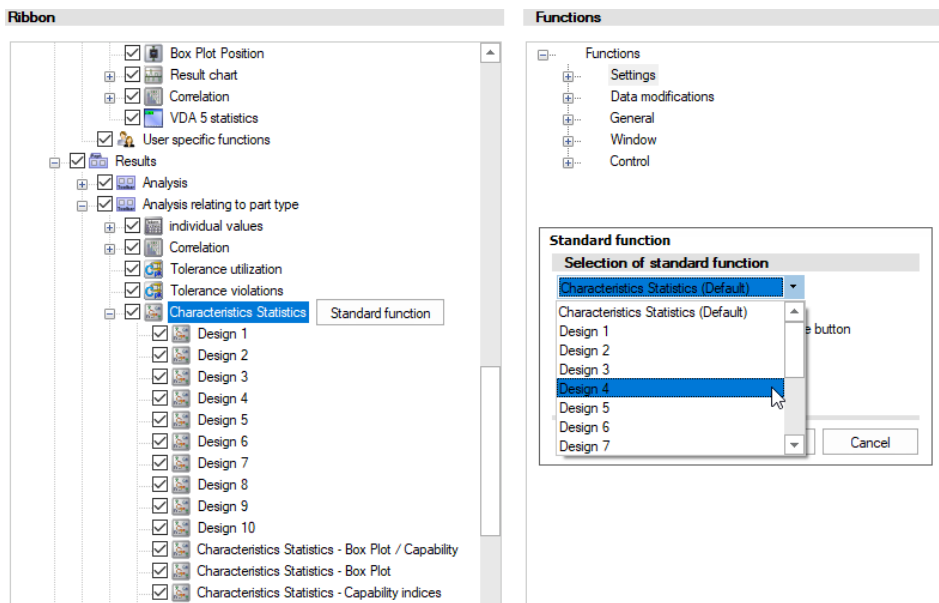 Ribbon
Box Plot Position
Result chart
Correlation
VDA 5 statistics
User specific functions
Results
Analysis
Analysis relating to part type
individual values
Correlation
Tolerance utilization
Tolerance violations
Characteristics Statistics
Standard function
Design 1
Design 2
Design 3
Design 4
Design 5
Design 6
Design 7
Design 8
Design 9
Design 10
Characteristics Statistics - Box Plot / Capability
Characteristics Statistics - Box Plot
Characteristics Statistics - Capability indices
Functions
Functions
Settings
Data modifications
General
Window
Control
Standard function
Selection of standard function
Characteristics Statistics (Default)
Characteristics Statistics (Default)
Design 1
button
Design 2
Design 3
Design 4
Design 5
Design 6
Design 7
Cancel